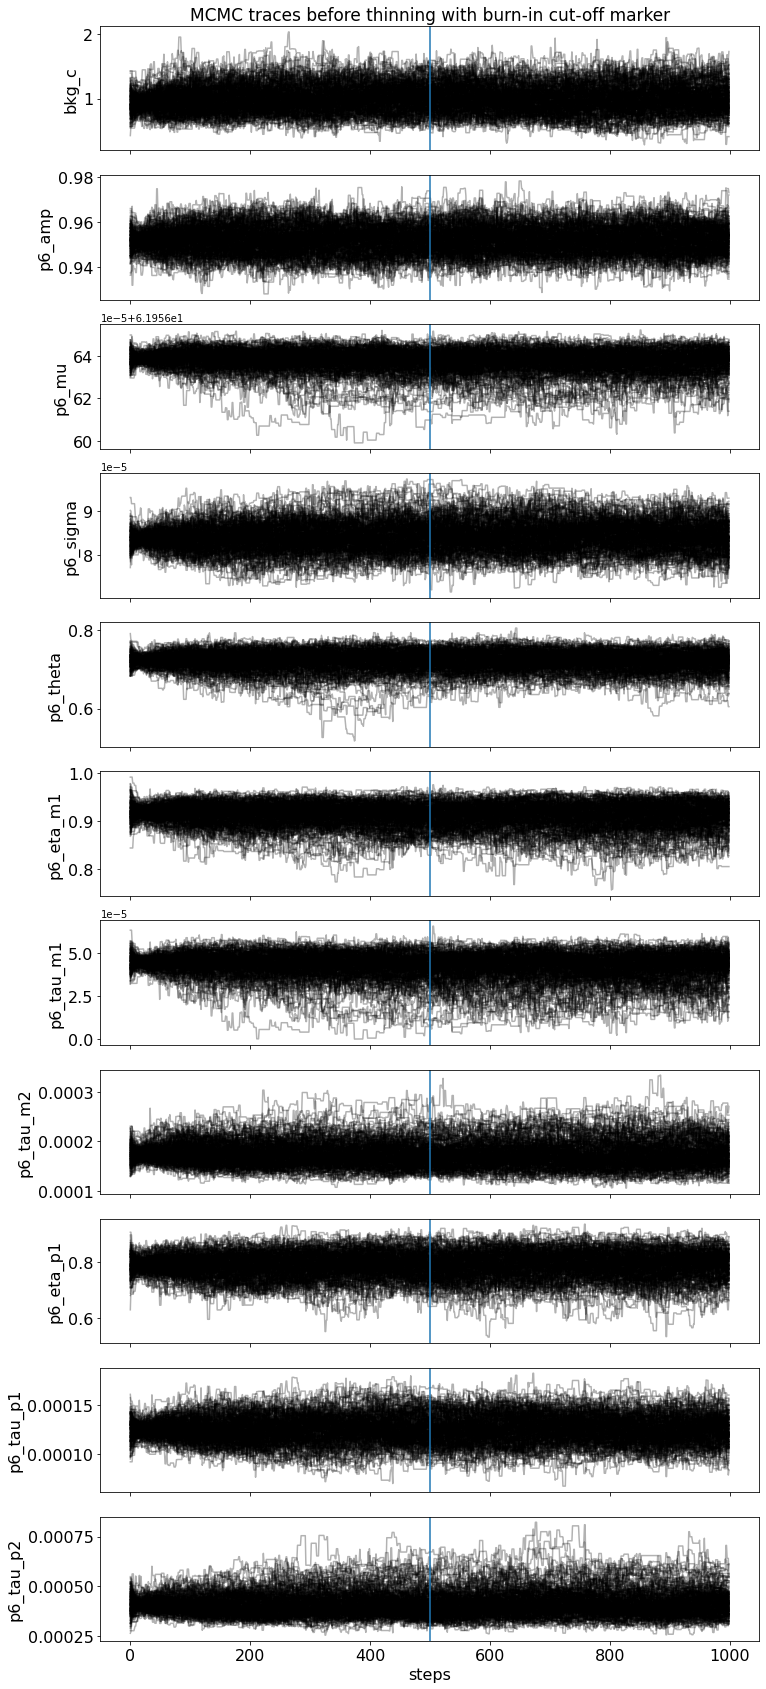 MCMC traces before thinning with burn-in cut-off marker
2
1
bkg_c
0.98
0.96
0.94
p6_amp
1e−5+6.1956e1
64
62
60
p6_mu
1e−5
9
8
p6_sigma
0.8
0.6
p6_theta
1.0
0.9
0.8
p6_eta_m1
1e−5
5.0
2.5
0.0
p6_tau_m1
0.0003
0.0002
0.0001
p6_tau_m2
0.8
0.6
p6_eta_p1
0.00015
0.00010
p6_tau_p1
0.00075
0.00050
0.00025
p6_tau_p2
0 200 400 600 800 1000
steps